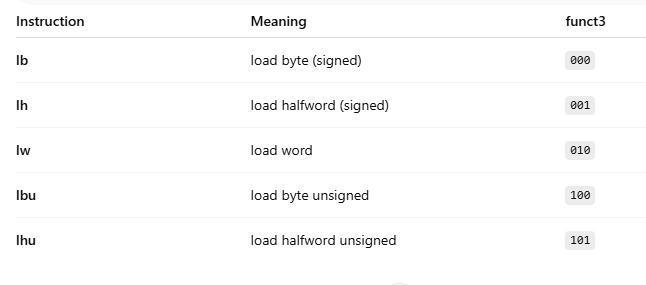 Instruction Meaning funct3
lb load byte (signed) 000
lh load halfword (signed) 001
lw load word 010
lbu load byte unsigned 100
lhu load halfword unsigned 101